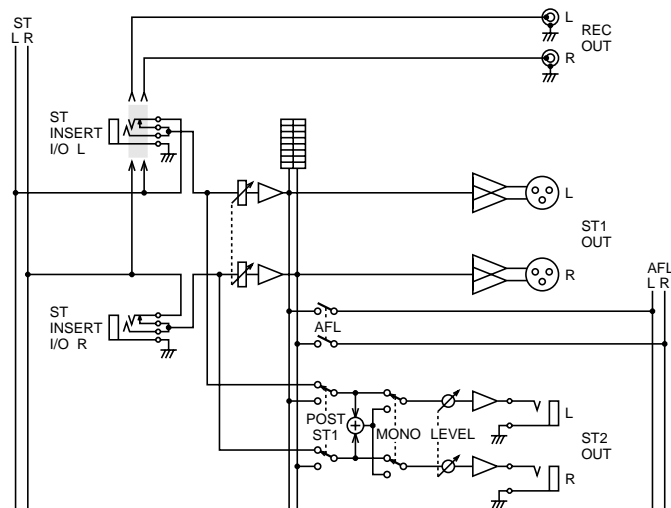 ST
L R
L
REC
OUT
R
ST
INSERT
I/O L
L
ST1
OUT
R
AFL
L R
ST
INSERT
I/O R
AFL
POST
ST1
MONO
LEVEL
L
ST2
OUT
R